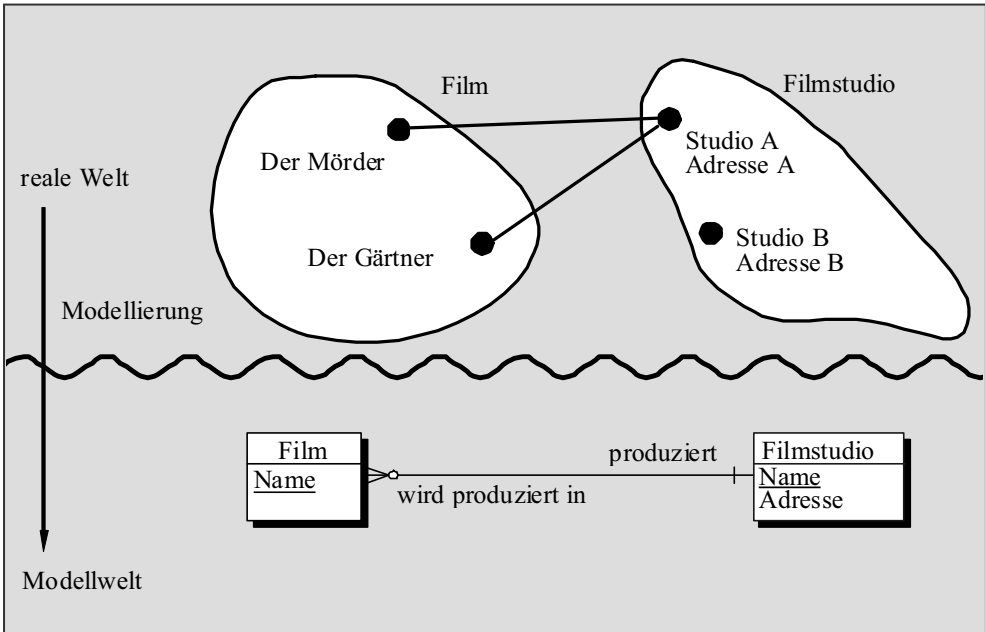 Film
Filmstudio
Der Mörder
Studio A
Adresse A
reale Welt
Der Gärtner
Studio B
Adresse B
Modellierung
Film
Name
wird produziert in
produziert
Filmstudio
Name
Adresse
Modellwelt